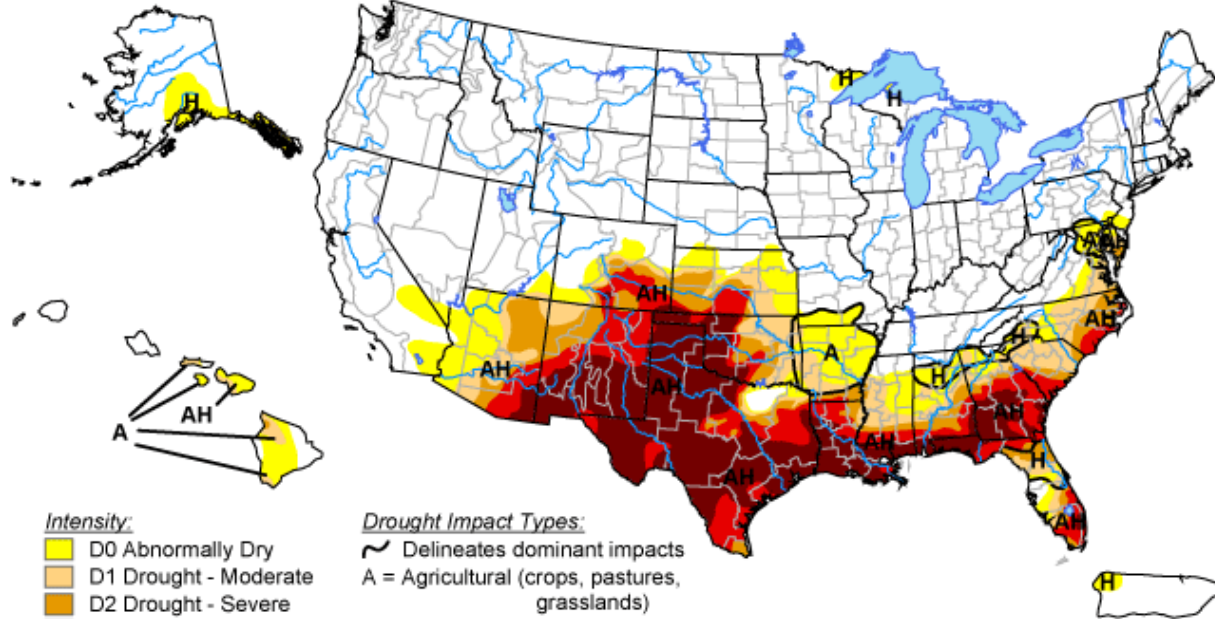 H
H
H
AH
AH
A
AH
A
AH
H
H
AH
AH
AH
AH
AH
H
AH
H
A
AH
Intensity:
D0 Abnormally Dry
D1 Drought - Moderate
D2 Drought - Severe
Drought Impact Types:
Delineates dominant impacts
A = Agricultural (crops, pastures,
grasslands)